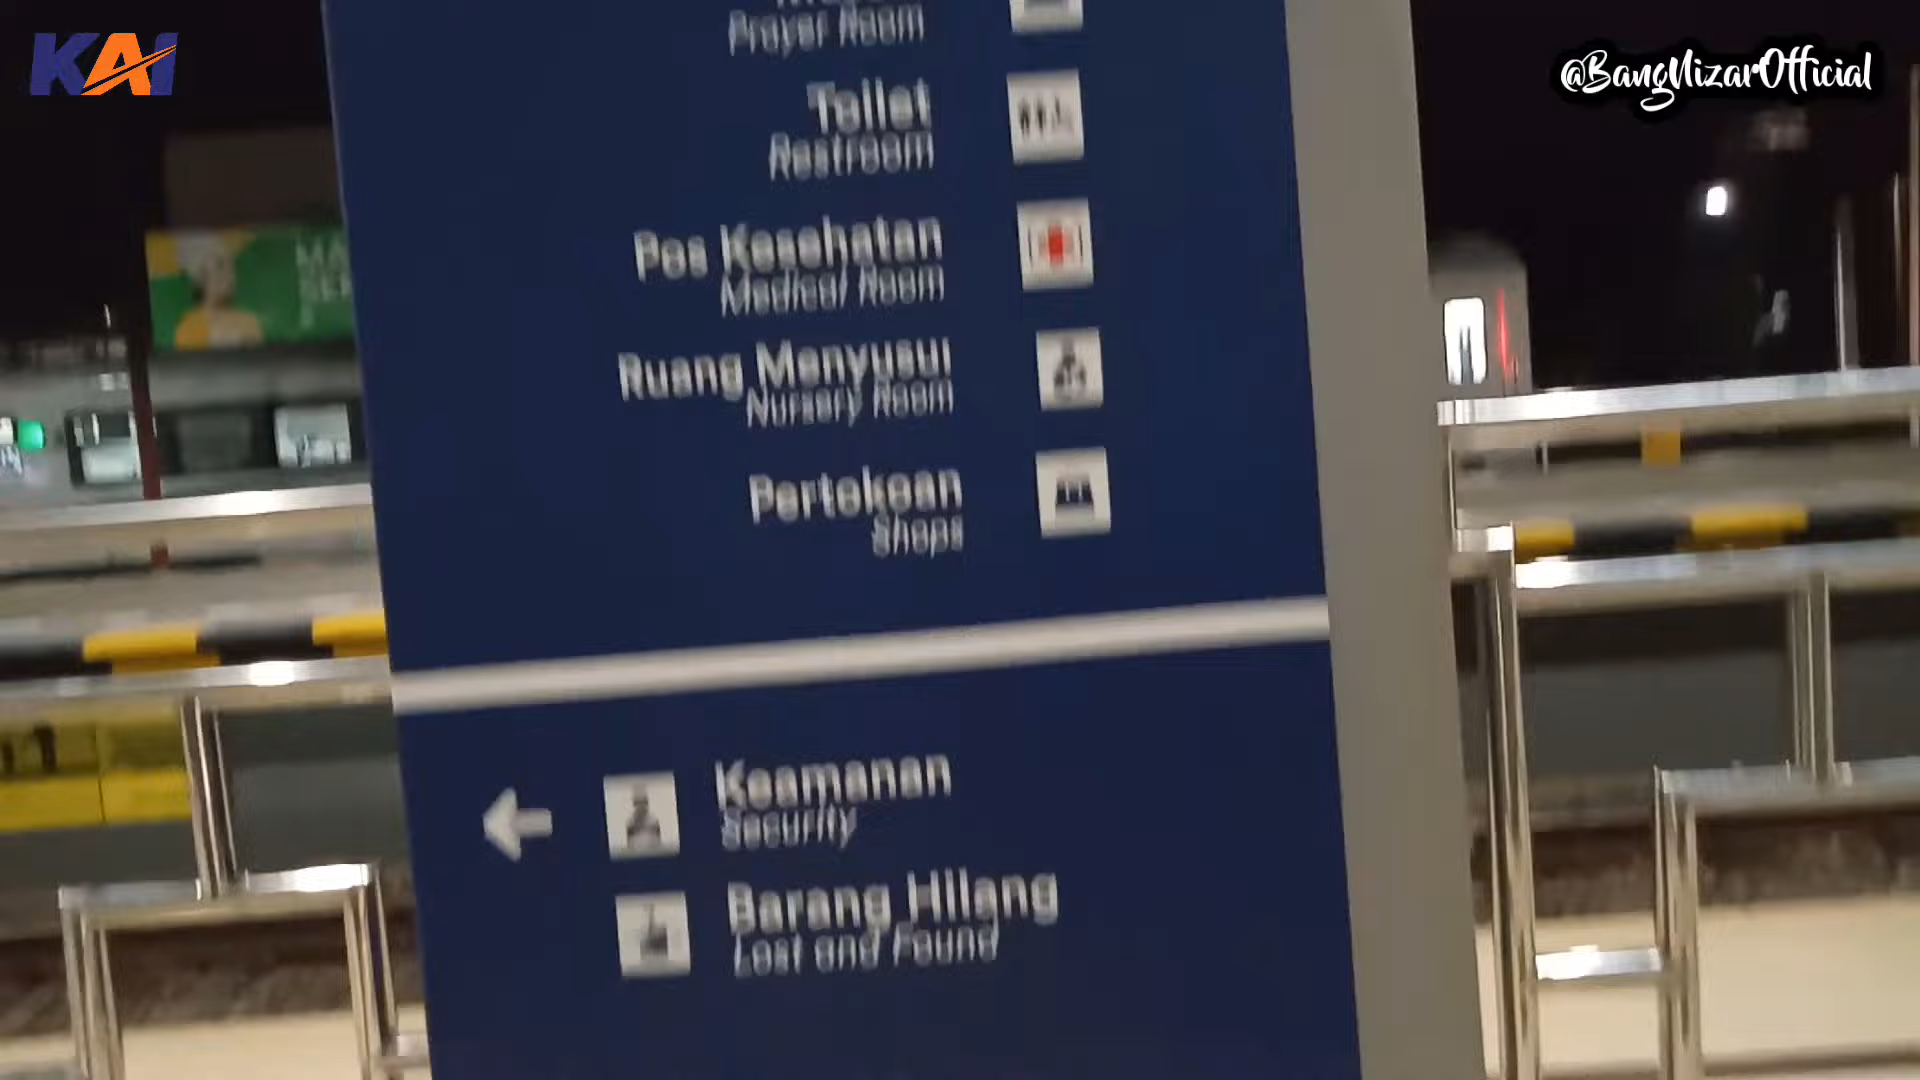 KAI
@BangNizarOfficial
Prayer Room
Toilet
Restroom
Pos Kesehatan
Medical Room
Ruang Menyusui
Nursery Room
Pertokoan
Shops
Keamanan
Security
Barang Hilang
Lost and Found